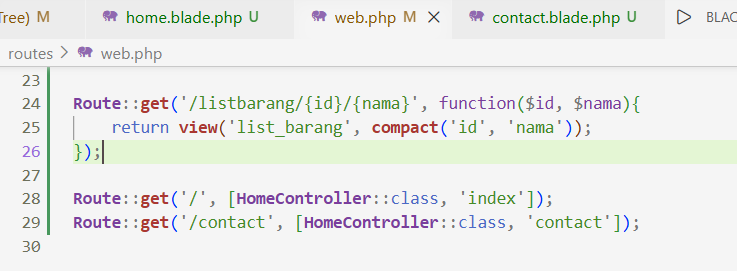 Tree) M home.blade.php U web.php M contact.blade.php U BLAC
routes > web.php
23
24 Route::get('/listbarang/{id}/{nama}', function($id, $nama){
25     return view('list_barang', compact('id', 'nama'));
26 });
27
28 Route::get('/', [HomeController::class, 'index']);
29 Route::get('/contact', [HomeController::class, 'contact']);
30